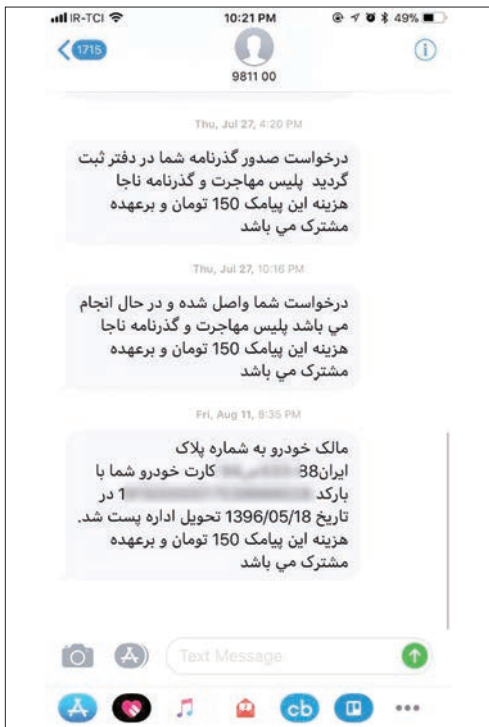 IR-TCI 10:21 PM 49%
1715
9811 00
Thu, Jul 27, 4:20 PM
درخواست صدور گذرنامه شما در دفتر ثبت
گردید پلیس مهاجرت و گذرنامه ناجا
هزینه این پیامک 150 تومان و برعهده
مشترک می باشد
Thu, Jul 27, 10:16 PM
درخواست شما واصل شده و در حال انجام
می باشد پلیس مهاجرت و گذرنامه ناجا
هزینه این پیامک 150 تومان و برعهده
مشترک می باشد
Fri, Aug 11, 8:35 PM
مالک خودرو به شماره پلاک
ایران88 کارت خودرو شما با
بارکد 1 در
تاریخ 1396/05/18 تحویل اداره پست شد.
هزینه این پیامک 150 تومان و برعهده
مشترک می باشد
Text Message
cb